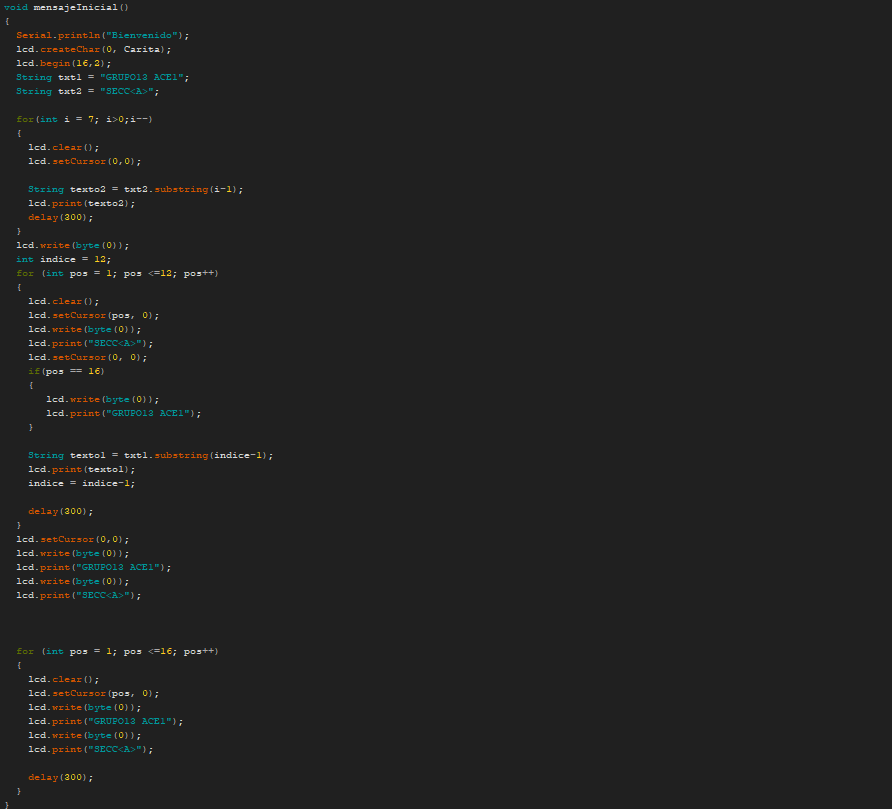 void mensajeInicial()
{
  Serial.println("Bienvenido");
  lcd.createChar(0, Carita);
  lcd.begin(16,2);
  String txt1 = "GRUPO13 ACE1";
  String txt2 = "SECC<A>";
  for(int i = 7; i>0;i--)
  {
    lcd.clear();
    lcd.setCursor(0,0);
    String texto2 = txt2.substring(i-1);
    lcd.print(texto2);
    delay(300);
  }
  lcd.write(byte(0));
  int indice = 12;
  for (int pos = 1; pos <=12; pos++)
  {
    lcd.clear();
    lcd.setCursor(pos, 0);
    lcd.write(byte(0));
    lcd.print("SECC<A>");
    lcd.setCursor(0, 0);
    if(pos == 16)
    {
       lcd.write(byte(0));
       lcd.print("GRUPO13 ACE1");
    }
    String texto1 = txt1.substring(indice-1);
    lcd.print(texto1);
    indice = indice-1;
    delay(300);
  }
  lcd.setCursor(0,0);
  lcd.write(byte(0));
  lcd.print("GRUPO13 ACE1");
  lcd.write(byte(0));
  lcd.print("SECC<A>");
  for (int pos = 1; pos <=16; pos++)
  {
    lcd.clear();
    lcd.setCursor(pos, 0);
    lcd.write(byte(0));
    lcd.print("GRUPO13 ACE1");
    lcd.write(byte(0));
    lcd.print("SECC<A>");
    delay(300);
  }
}